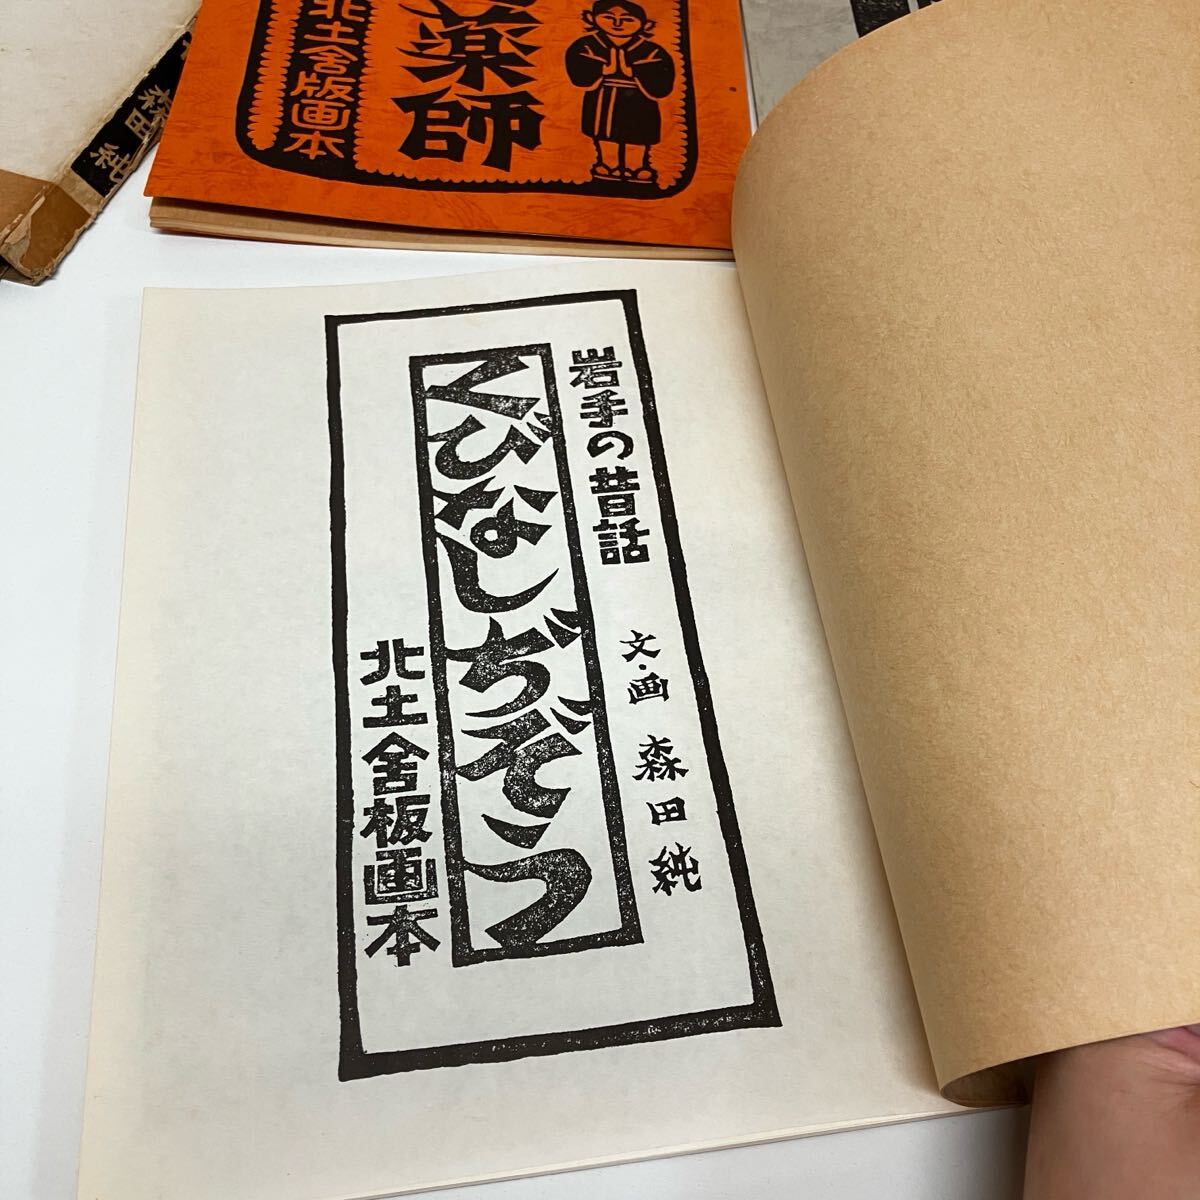 岩手の昔話
文・画 森田純
くびなしぢぞう
北土舎板画本
薬師
北土舎版画本
森田純